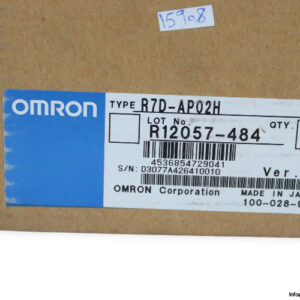 15908
OMRON
TYPE R7D-AP02H
LOT No. QTY.
R12057-484
4536854729041
S/N: D3077A426410010
Ver.
OMRON Corporation MADE IN JA
100-028-9